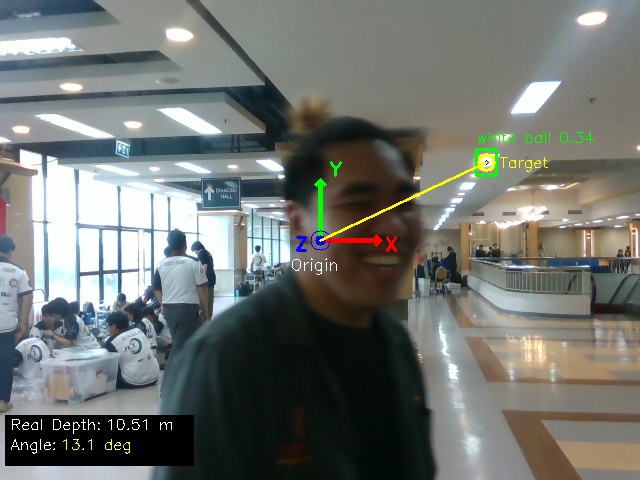 white ball 0.34
Target
Y
DIAMOND
HALL
Z
X
Origin
Real Depth: 10.51 m
Angle: 13.1 deg